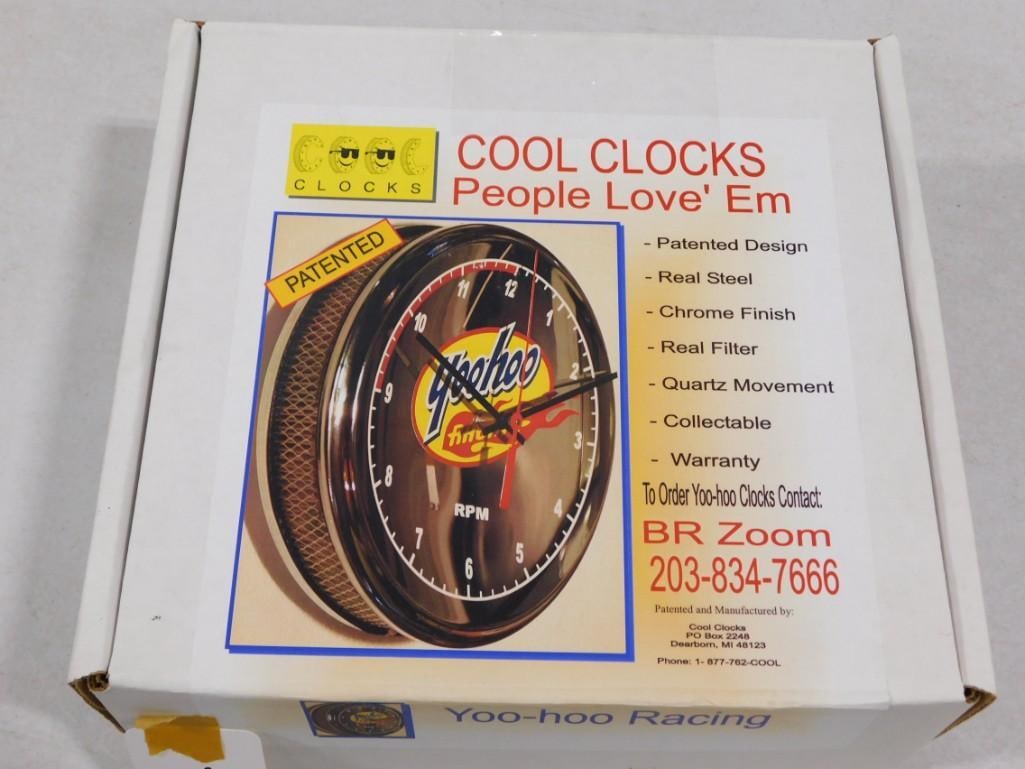 COOL
CLOCKS
COOL CLOCKS
People Love' Em
PATENTED
- Patented Design
- Real Steel
- Chrome Finish
- Real Filter
- Quartz Movement
- Collectable
- Warranty
12
1
2
3
4
5
6
7
8
9
10
11
Yoo-hoo
RPM
To Order Yoo-hoo Clocks Contact:
BR Zoom
203-834-7666
Patented and Manufactured by:
Cool Clocks
PO Box 2248
Dearborn, MI 48123
Phone: 1- 877-762-COOL
Yoo-hoo Racing